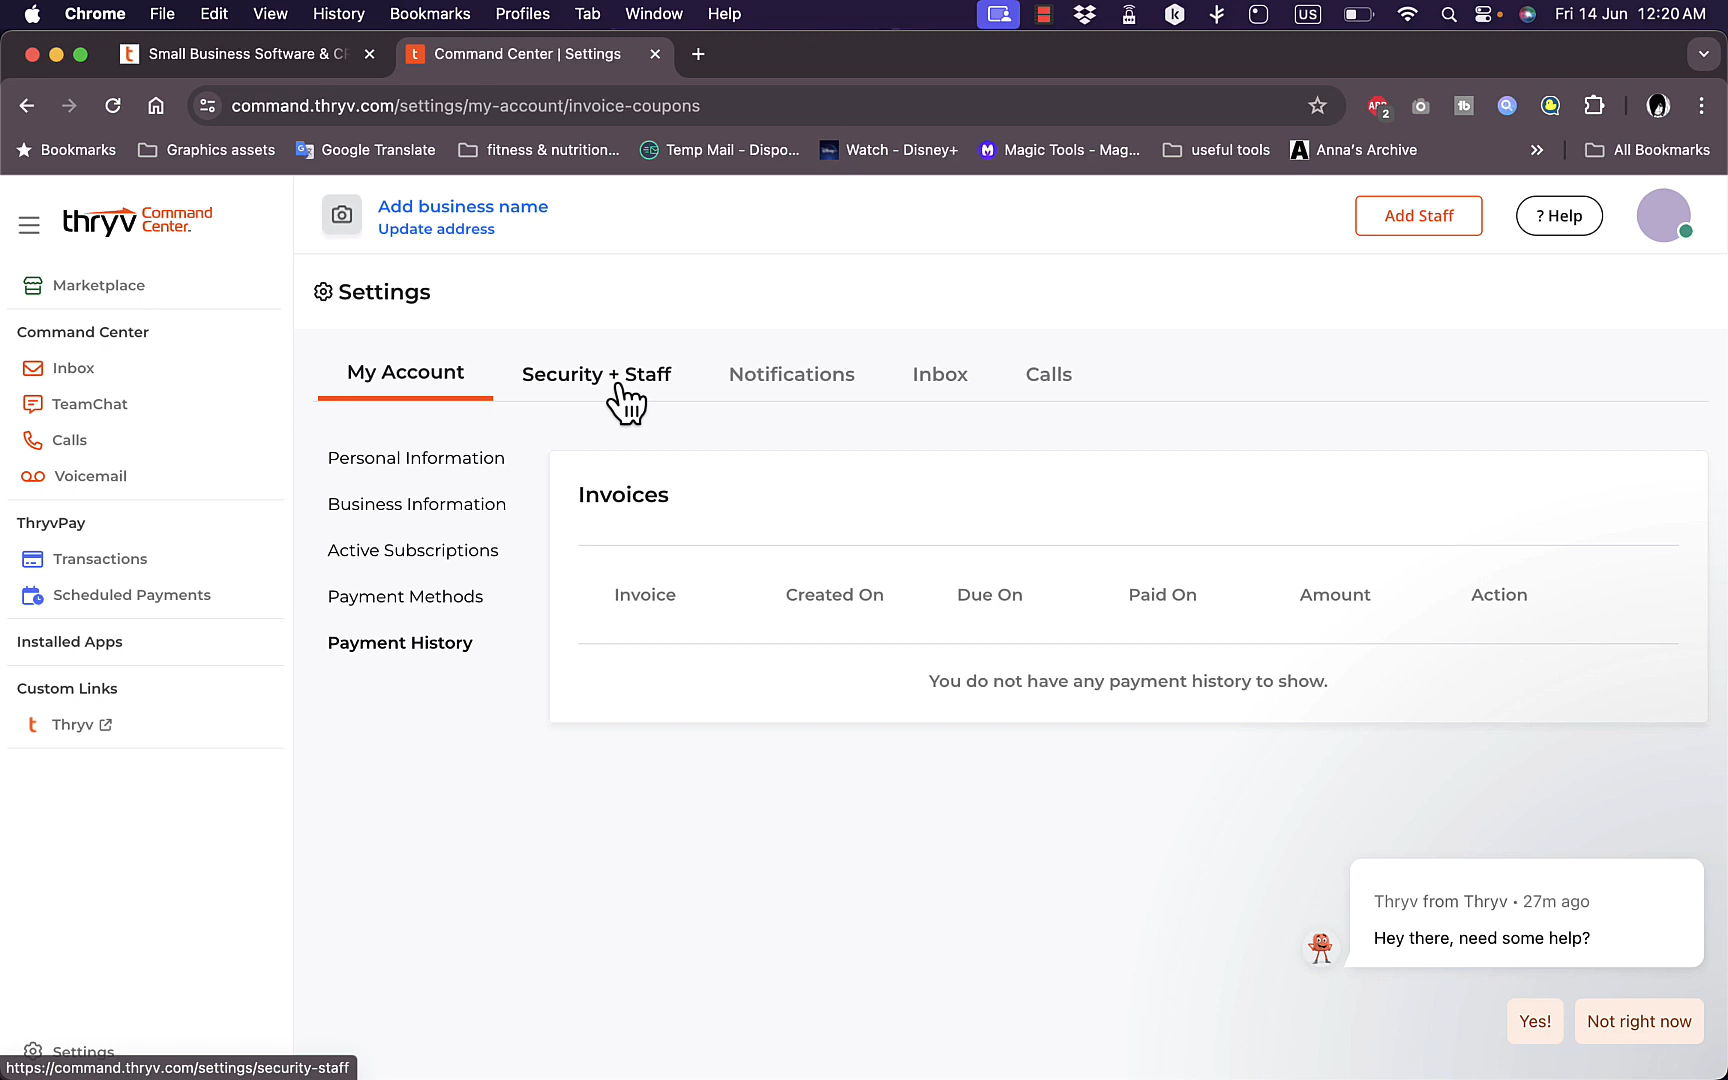 Chrome File Edit View History Bookmarks Profiles Tab Window Help US Fri 14 Jun 12:20 AM
Small Business Software & CF
Command Center | Settings
command.thryv.com/settings/my-account/invoice-coupons
ABP 2 tb
Bookmarks Graphics assets Google Translate fitness & nutrition... Temp Mail - Dispo... Watch - Disney+ Magic Tools - Mag... useful tools Anna's Archive All Bookmarks
thryv Command Center.
Add business name
Update address
Add Staff
? Help
Marketplace
Command Center
Inbox
TeamChat
Calls
Voicemail
ThryvPay
Transactions
Scheduled Payments
Installed Apps
Custom Links
Thryv
Settings
https://command.thryv.com/settings/security-staff
Settings
My Account Security + Staff Notifications Inbox Calls
Personal Information
Business Information
Active Subscriptions
Payment Methods
Payment History
Invoices
Invoice Created On Due On Paid On Amount Action
You do not have any payment history to show.
Thryv from Thryv • 27m ago
Hey there, need some help?
Yes!
Not right now